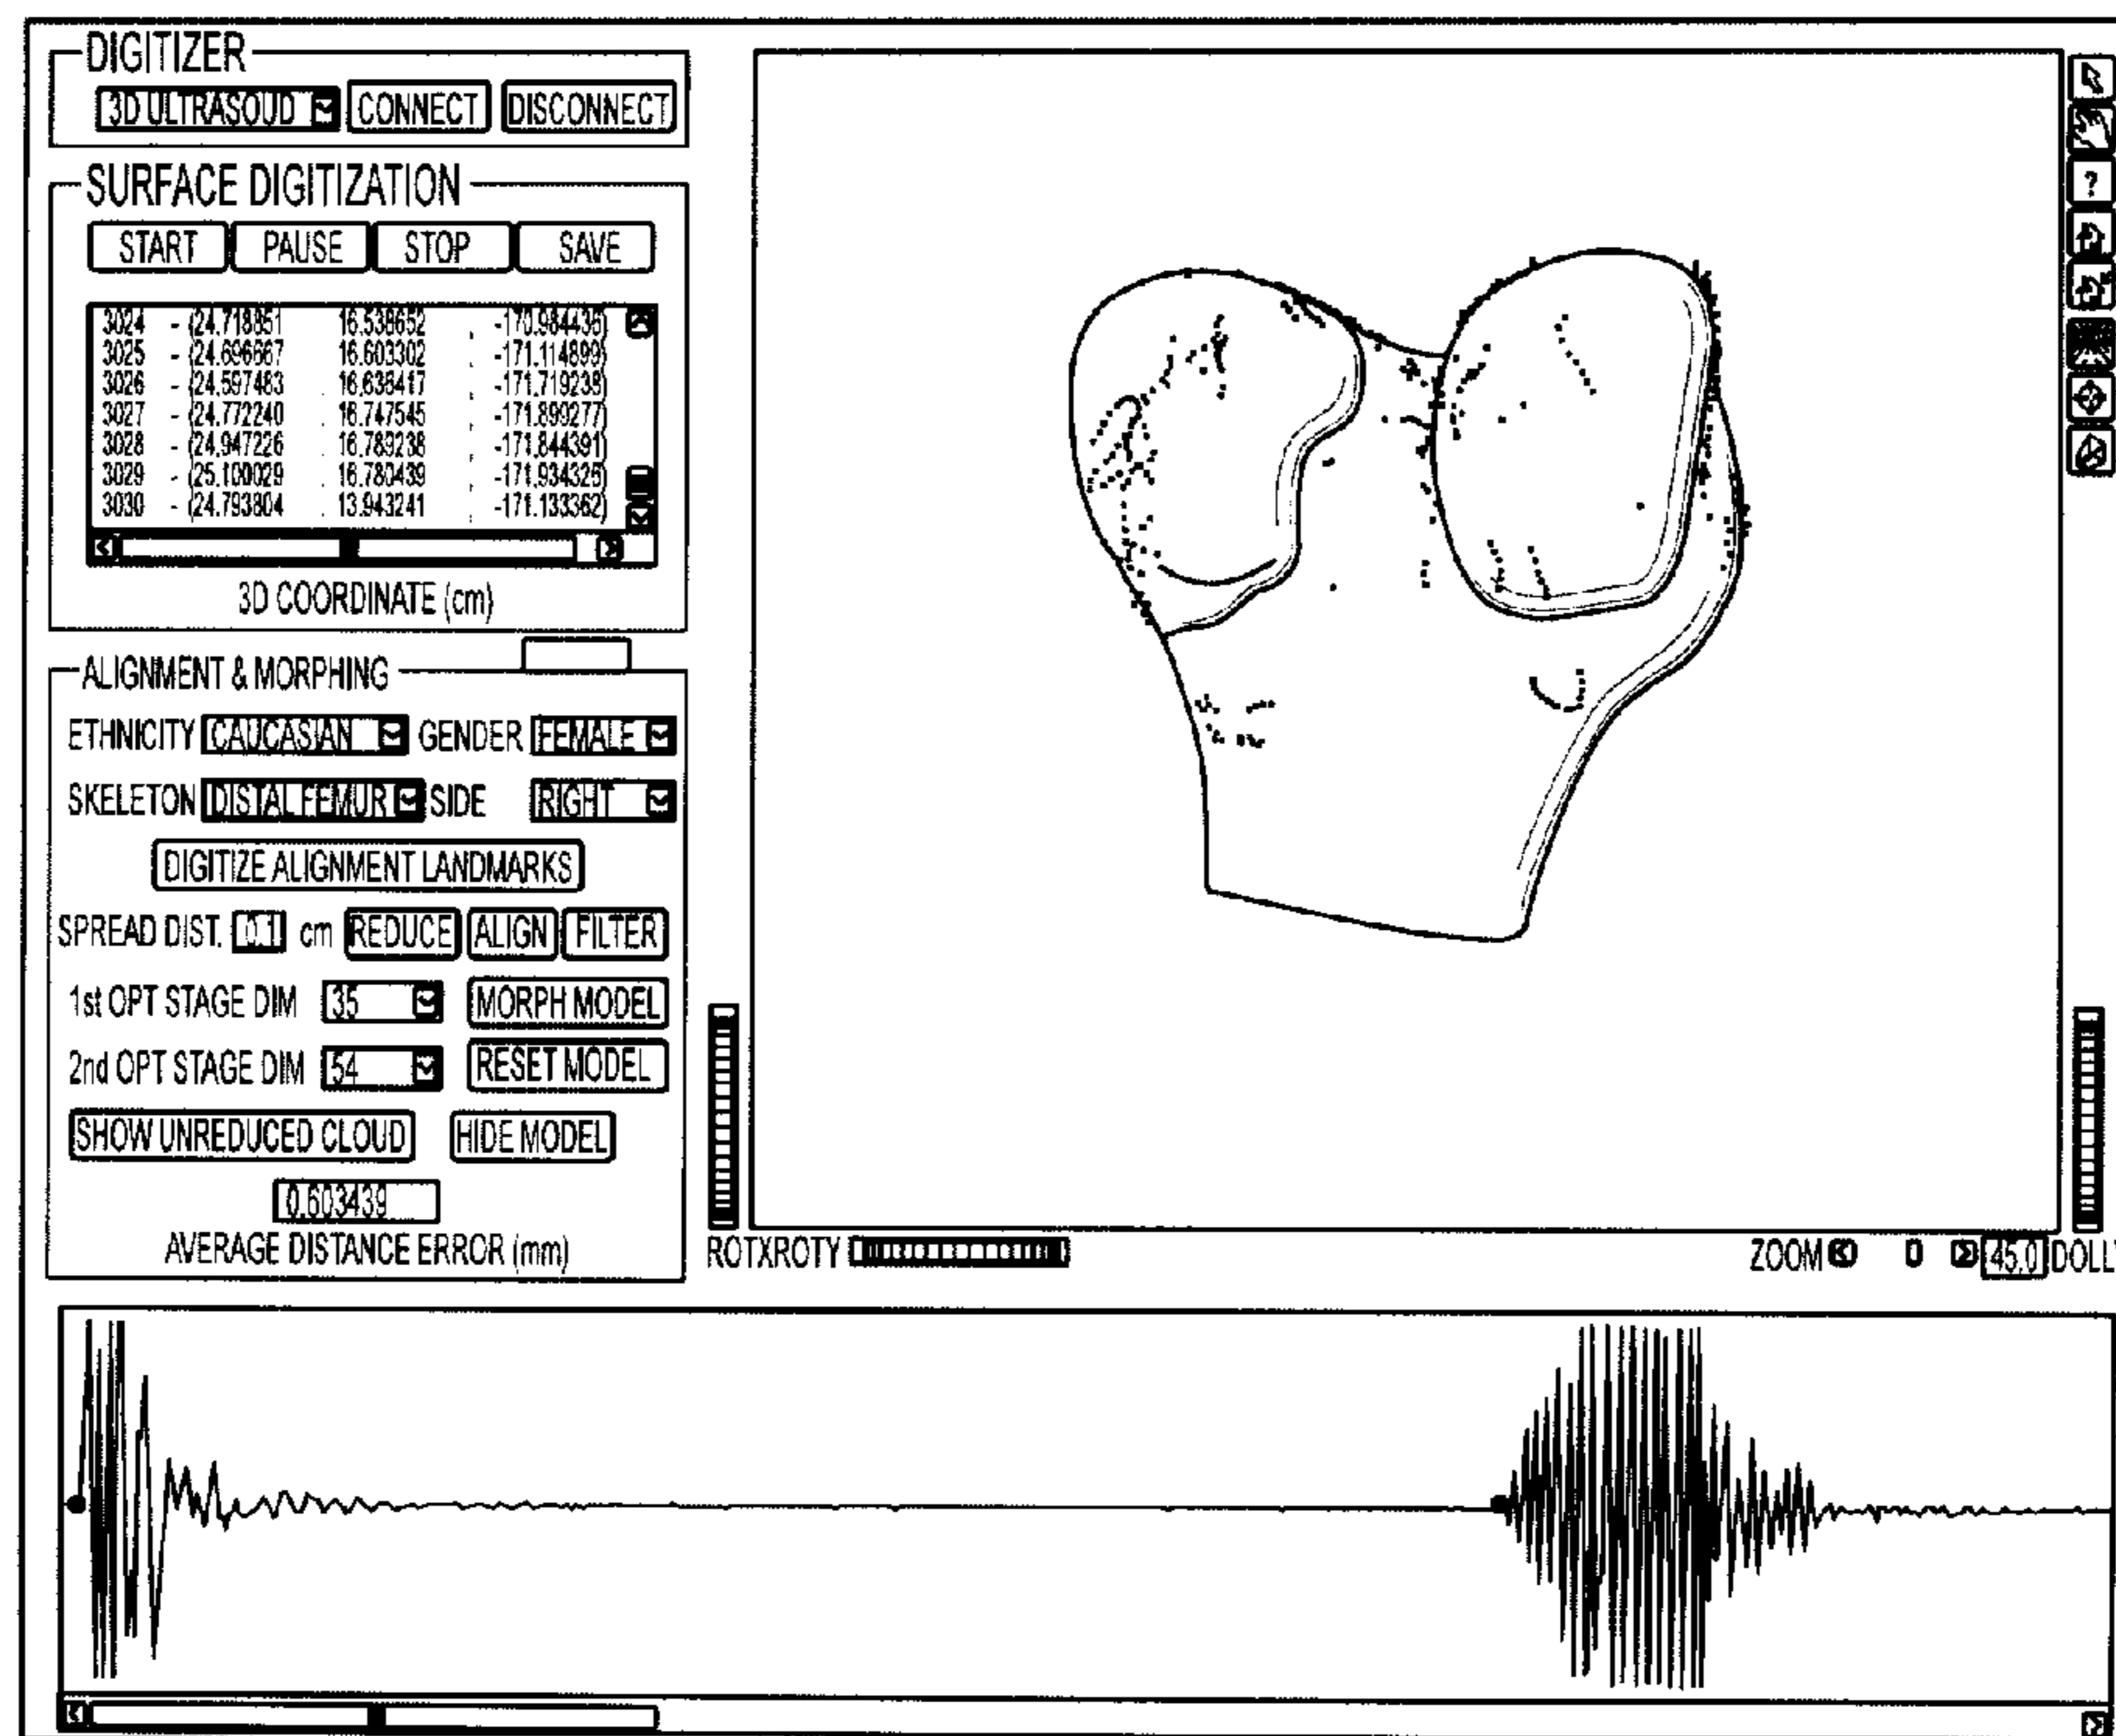 DIGITIZER
3D ULTRASOUD CONNECT DISCONNECT
SURFACE DIGITIZATION
START PAUSE STOP SAVE
3024 - (24.718851 , 16.538652 , -170.984435)
3025 - (24.696667 , 16.603302 , -171.114899)
3026 - (24.597483 , 16.638417 , -171.719238)
3027 - (24.772240 , 16.747545 , -171.890277)
3028 - (24.947226 , 16.789238 , -171.844391)
3029 - (25.100029 , 16.780439 , -171.934325)
3030 - (24.793804 , 13.943241 , -171.133362)
3D COORDINATE (cm)
ALIGNMENT & MORPHING
ETHNICITY CAUCASIAN GENDER FEMALE
SKELETON DISTAL FEMUR SIDE RIGHT
DIGITIZE ALIGNMENT LANDMARKS
SPREAD DIST. 0.1 cm REDUCE ALIGN FILTER
1st OPT STAGE DIM 35 MORPH MODEL
2nd OPT STAGE DIM 54 RESET MODEL
SHOW UNREDUCED CLOUD HIDE MODEL
0.603439
AVERAGE DISTANCE ERROR (mm)
?
ROTXROTY
ZOOM 45.0 DOLLY